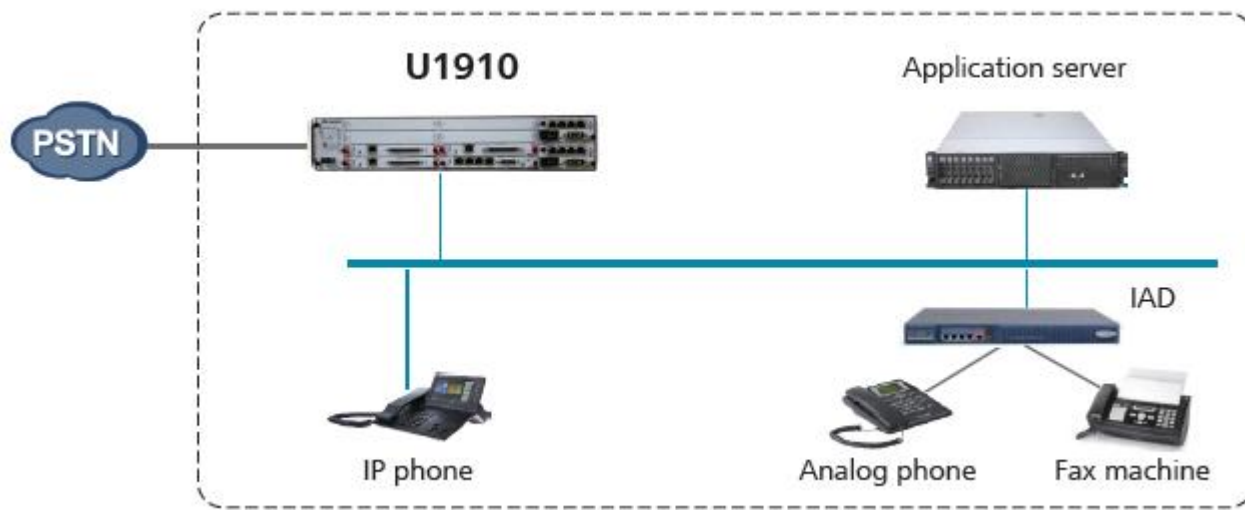 U1910
Application server
PSTN
IAD
IP phone
Analog phone
Fax machine